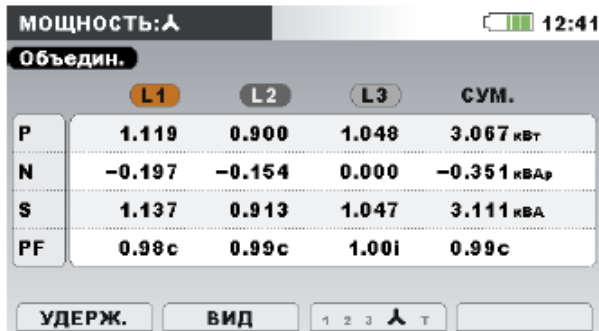 МОЩНОСТЬ: 12:41
Объедин.
L1 L2 L3 СУМ.
P 1.119 0.900 1.048 3.067 кВт
N -0.197 -0.154 0.000 -0.351 кВАр
S 1.137 0.913 1.047 3.111 кВА
PF 0.98c 0.99c 1.00i 0.99c
УДЕРЖ. ВИД 1 2 3 T